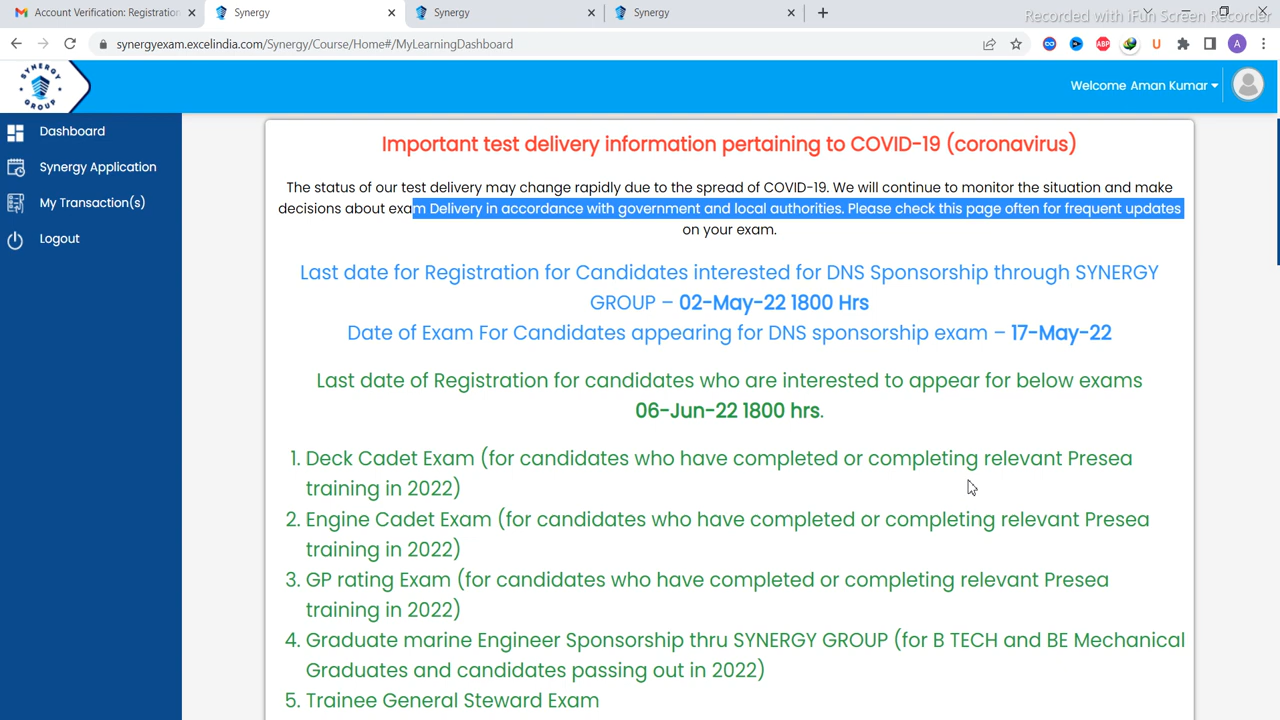 Account Verification: Registration
Synergy
Synergy
Synergy
Recorded with iFun Screen Recorder
synergyexam.excelindia.com/Synergy/Course/Home#/MyLearningDashboard
ABP
U
A
SYNERGY
GROUP
Welcome Aman Kumar
Dashboard
Synergy Application
My Transaction(s)
Logout
Important test delivery information pertaining to COVID-19 (coronavirus)
The status of our test delivery may change rapidly due to the spread of COVID-19. We will continue to monitor the situation and make
decisions about exam Delivery in accordance with government and local authorities. Please check this page often for frequent updates
on your exam.
Last date for Registration for Candidates interested for DNS Sponsorship through SYNERGY
GROUP – 02-May-22 1800 Hrs
Date of Exam For Candidates appearing for DNS sponsorship exam – 17-May-22
Last date of Registration for candidates who are interested to appear for below exams
06-Jun-22 1800 hrs.
1. Deck Cadet Exam (for candidates who have completed or completing relevant Presea
training in 2022)
2. Engine Cadet Exam (for candidates who have completed or completing relevant Presea
training in 2022)
3. GP rating Exam (for candidates who have completed or completing relevant Presea
training in 2022)
4. Graduate marine Engineer Sponsorship thru SYNERGY GROUP (for B TECH and BE Mechanical
Graduates and candidates passing out in 2022)
5. Trainee General Steward Exam